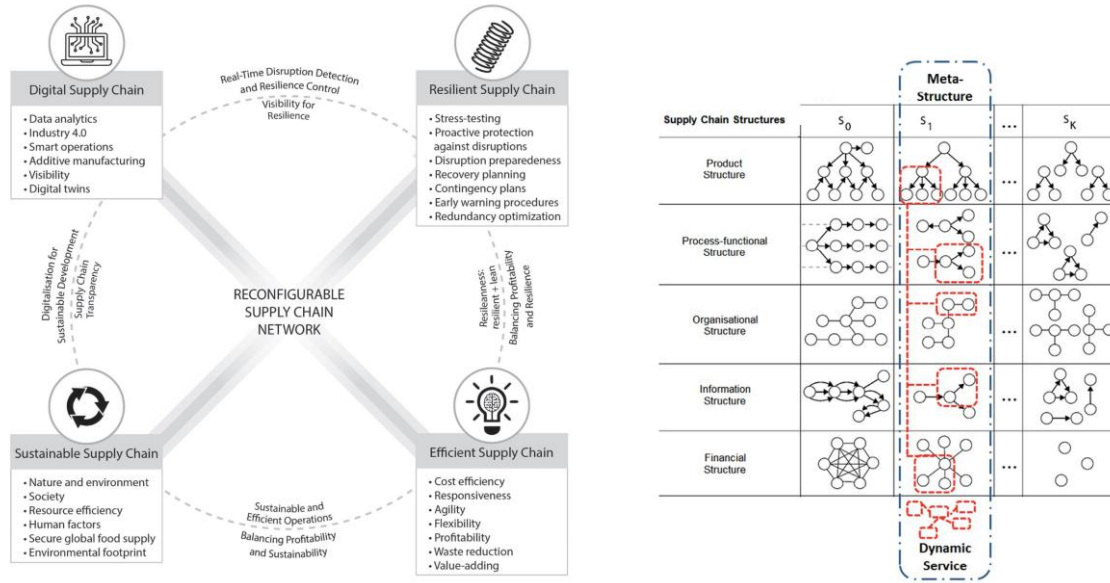 Digital Supply Chain
• Data analytics
• Industry 4.0
• Smart operations
• Additive manufacturing
• Visibility
• Digital twins
Real-Time Disruption Detection
and Resilience Control
Visibility for
Resilience
Resilient Supply Chain
• Stress-testing
• Proactive protection
against disruptions
• Disruption preparedeness
• Recovery planning
• Contingency plans
• Early warning procedures
• Redundancy optimization
Digitalisation for
Sustainable Development
Supply Chain
Transparency
RECONFIGURABLE
SUPPLY CHAIN
NETWORK
Resileanness:
resilient + lean
Balancing Profitability
and Resilience
Sustainable Supply Chain
• Nature and environment
• Society
• Resource efficiency
• Human factors
• Secure global food supply
• Environmental footprint
Sustainable and
Efficient Operations
Balancing Profitability
and Sustainability
Efficient Supply Chain
• Cost efficiency
• Responsiveness
• Agility
• Flexibility
• Profitability
• Waste reduction
• Value-adding
Meta-
Structure
Supply Chain Structures S0 S1 ... SK
Product
Structure
...
Process-functional
Structure
...
Organisational
Structure
...
Information
Structure
...
Financial
Structure
...
Dynamic
Service